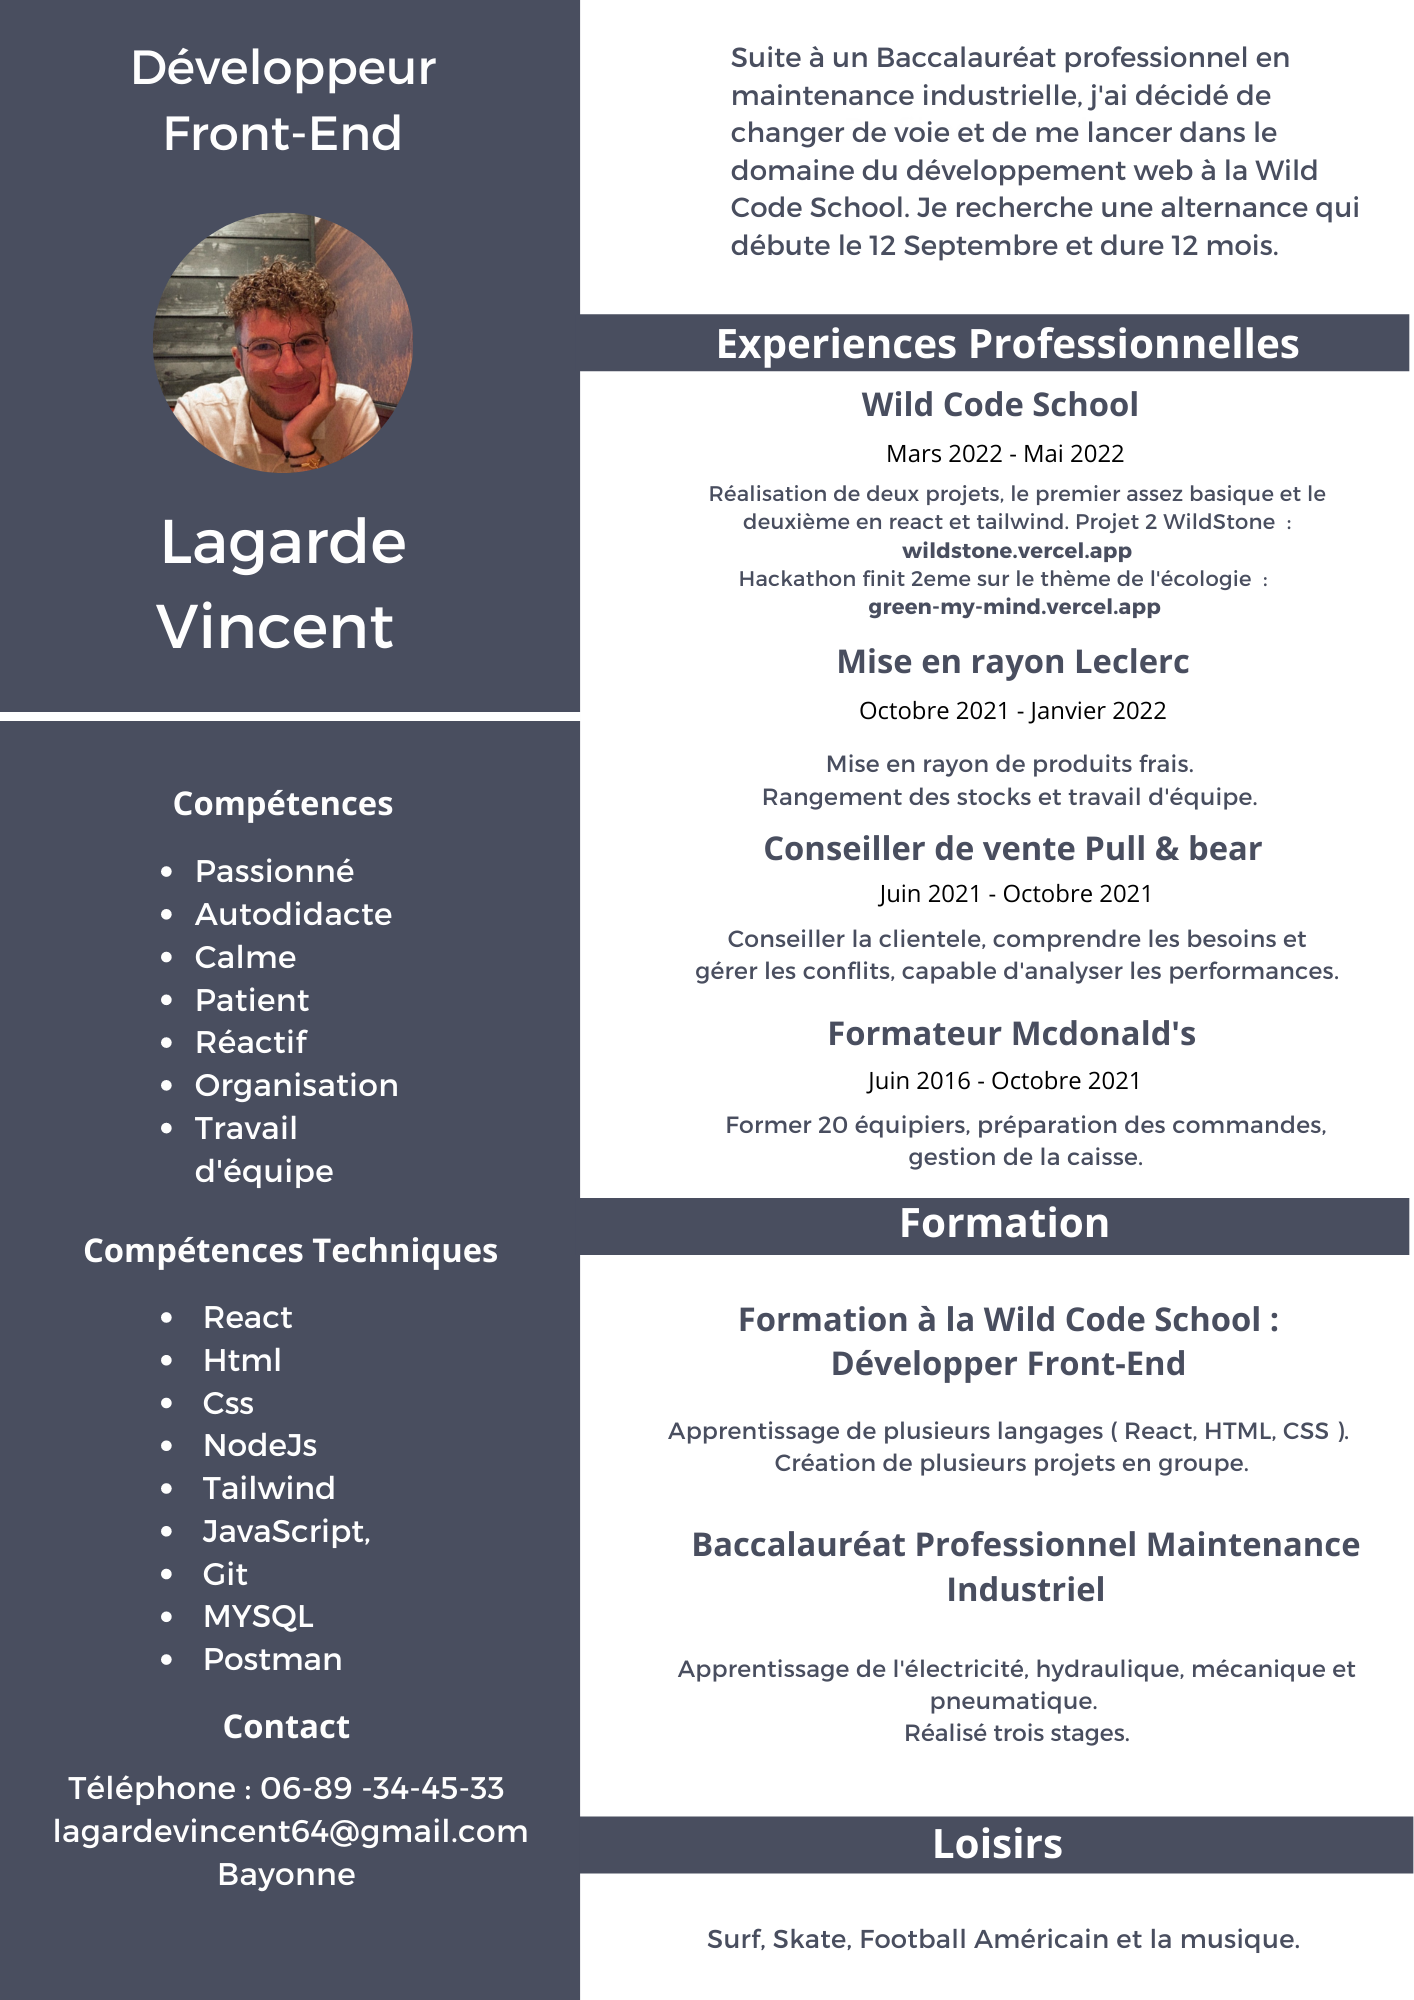 Développeur
Front-End
Lagarde
Vincent
Compétences
• Passionné
• Autodidacte
• Calme
• Patient
• Réactif
• Organisation
• Travail
d'équipe
Compétences Techniques
• React
• Html
• Css
• NodeJs
• Tailwind
• JavaScript,
• Git
• MYSQL
• Postman
Contact
Téléphone : 06-89 -34-45-33
lagardevincent64@gmail.com
Bayonne
Suite à un Baccalauréat professionnel en
maintenance industrielle, j'ai décidé de
changer de voie et de me lancer dans le
domaine du développement web à la Wild
Code School. Je recherche une alternance qui
débute le 12 Septembre et dure 12 mois.
Experiences Professionnelles
Wild Code School
Mars 2022 - Mai 2022
Réalisation de deux projets, le premier assez basique et le
deuxième en react et tailwind. Projet 2 WildStone :
wildstone.vercel.app
Hackathon finit 2eme sur le thème de l'écologie :
green-my-mind.vercel.app
Mise en rayon Leclerc
Octobre 2021 - Janvier 2022
Mise en rayon de produits frais.
Rangement des stocks et travail d'équipe.
Conseiller de vente Pull & bear
Juin 2021 - Octobre 2021
Conseiller la clientele, comprendre les besoins et
gérer les conflits, capable d'analyser les performances.
Formateur Mcdonald's
Juin 2016 - Octobre 2021
Former 20 équipiers, préparation des commandes,
gestion de la caisse.
Formation
Formation à la Wild Code School :
Développer Front-End
Apprentissage de plusieurs langages ( React, HTML, CSS ).
Création de plusieurs projets en groupe.
Baccalauréat Professionnel Maintenance
Industriel
Apprentissage de l'électricité, hydraulique, mécanique et
pneumatique.
Réalisé trois stages.
Loisirs
Surf, Skate, Football Américain et la musique.